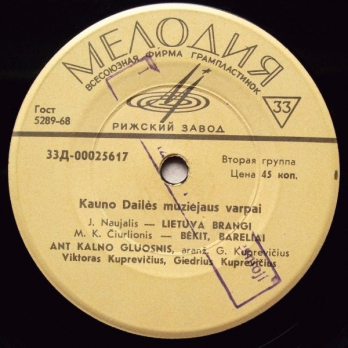 МЕЛОДИЯ
ВСЕСОЮЗНАЯ ФИРМА ГРАМПЛАСТИНОК
33
Гост
5289-68
РИЖСКИЙ ЗАВОД
33Д-00025617
Вторая группа
Цена 45 коп.
Kauno Dailės muziejaus varpai
J. Naujalis — LIETUVA BRANGI
M. K. Čiurlionis — BĖKIT, BARELIAI
ANT KALNO GLUOSNIS, aranž. G. Kuprevičius
Viktoras Kuprevičius, Giedrius Kuprevičius